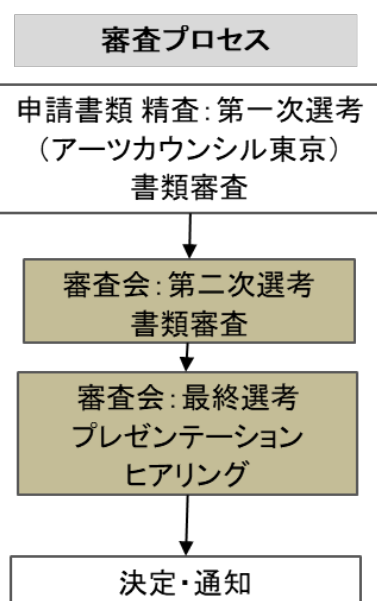 審査プロセス
申請書類 精査：第一次選考
（アーツカウンシル東京）
書類審査
審査会：第二次選考
書類審査
審査会：最終選考
プレゼンテーション
ヒアリング
決定・通知